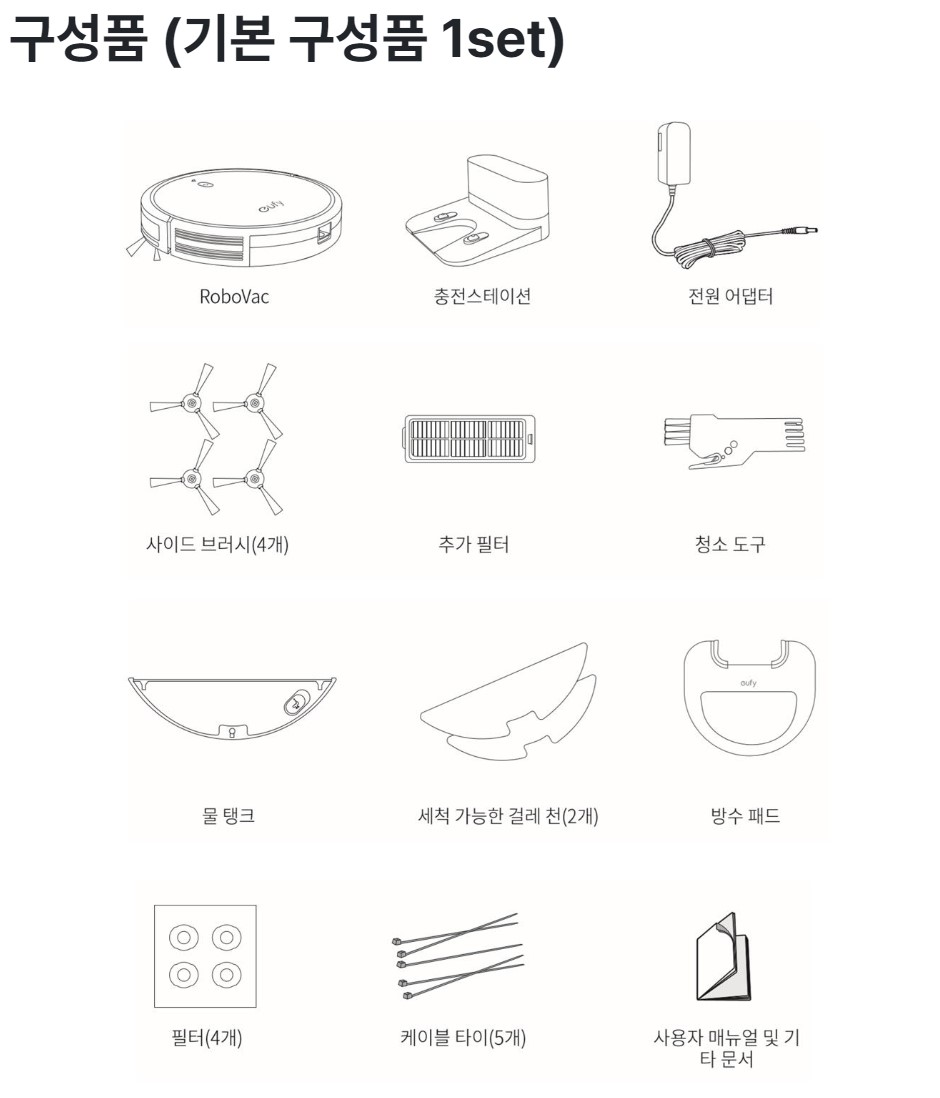 구성품 (기본 구성품 1set)
eufy
RoboVac
충전스테이션
전원 어댑터
사이드 브러시(4개)
추가 필터
청소 도구
eufy
물 탱크
세척 가능한 걸레 천(2개)
방수 패드
필터(4개)
케이블 타이(5개)
사용자 매뉴얼 및 기
타 문서